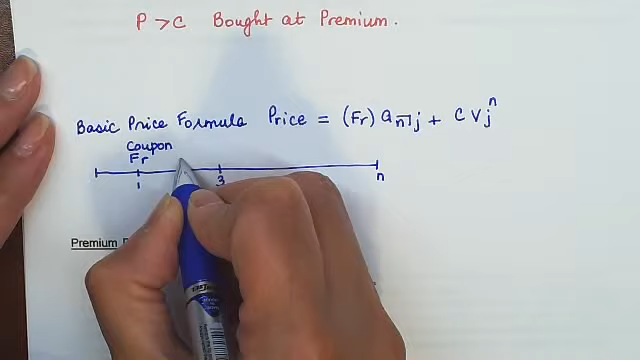 P > C Bought at Premium.
Basic Price Formula Price = (Fr) a n̅| j + C V j ^n
Coupon
Fr
1 3 n
Premium